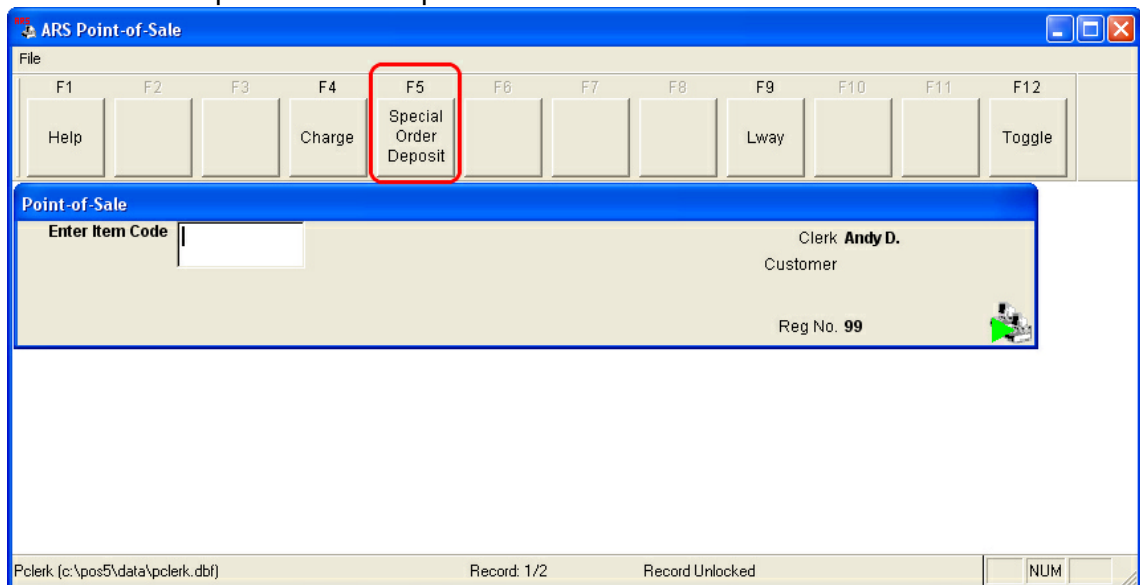 ARS Point-of-Sale
File
F1 F2 F3 F4 F5 F6 F7 F8 F9 F10 F11 F12
Help Charge Special Order Deposit Lway Toggle
Point-of-Sale
Enter Item Code
Clerk Andy D.
Customer
Reg No. 99
Pclerk (c:\pos5\data\pclerk.dbf) Record: 1/2 Record Unlocked NUM